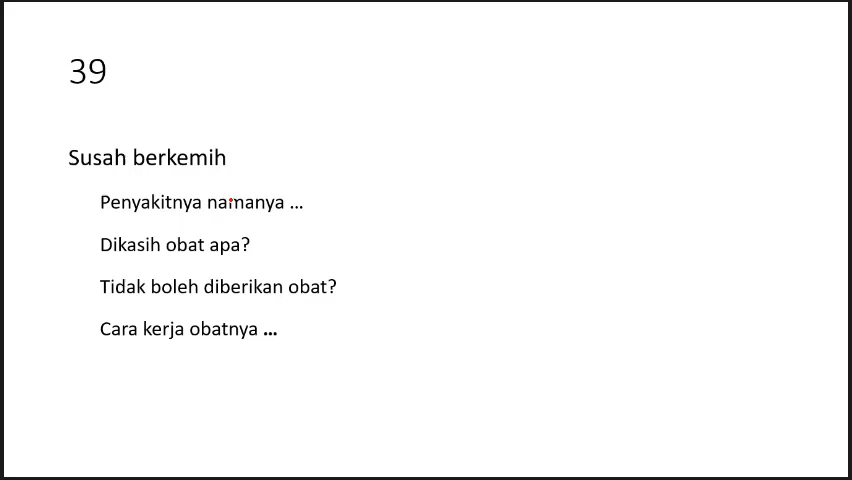 39
Susah berkemih
Penyakitnya namanya ...
Dikasih obat apa?
Tidak boleh diberikan obat?
Cara kerja obatnya ...